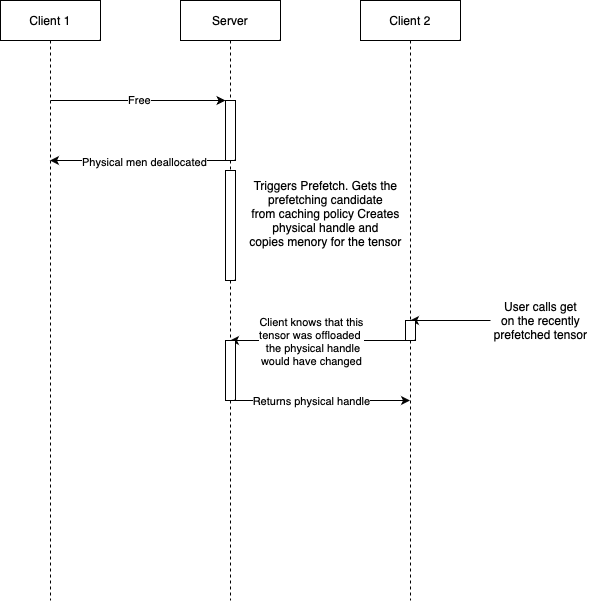 Client 1
Server
Client 2
Free
Physical men deallocated
Triggers Prefetch. Gets the
prefetching candidate
from caching policy Creates
physical handle and
copies menory for the tensor
User calls get
on the recently
prefetched tensor
Client knows that this
tensor was offloaded
the physical handle
would have changed
Returns physical handle